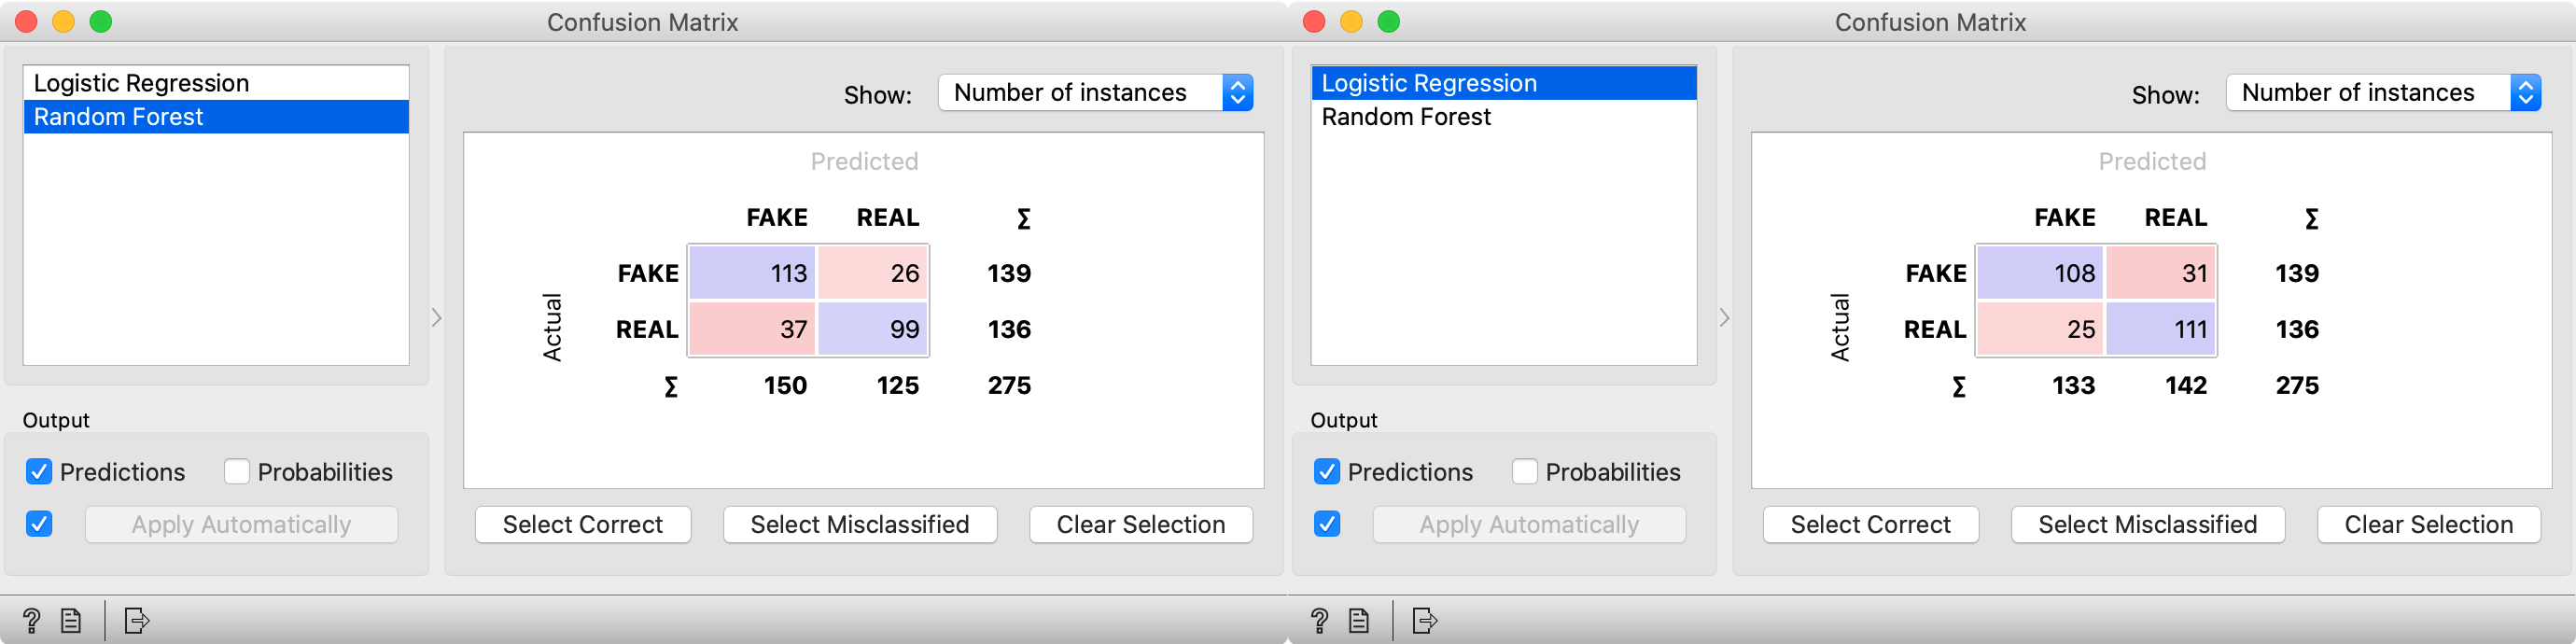 Confusion Matrix
Logistic Regression
Random Forest
Show: Number of instances
Predicted
FAKE REAL Σ
FAKE 113 26 139
Actual
REAL 37 99 136
Σ 150 125 275
Output
Predictions Probabilities
Apply Automatically
Select Correct Select Misclassified Clear Selection
?
Confusion Matrix
Logistic Regression
Random Forest
Show: Number of instances
Predicted
FAKE REAL Σ
FAKE 108 31 139
Actual
REAL 25 111 136
Σ 133 142 275
Output
Predictions Probabilities
Apply Automatically
Select Correct Select Misclassified Clear Selection
?